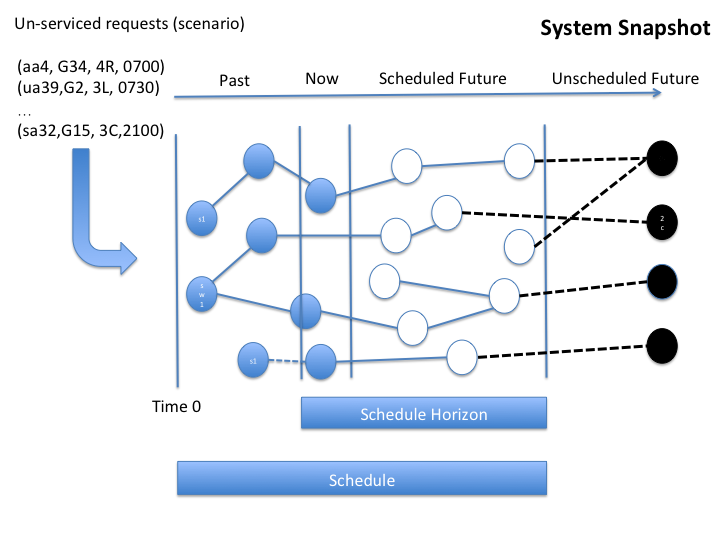 Un-serviced requests (scenario)
System Snapshot
(aa4, G34, 4R, 0700)
(ua39,G2, 3L, 0730)
...
(sa32,G15, 3C,2100)
Past
Now
Scheduled Future
Unscheduled Future
s1
2
c
s
w
1
s1
Time 0
Schedule Horizon
Schedule